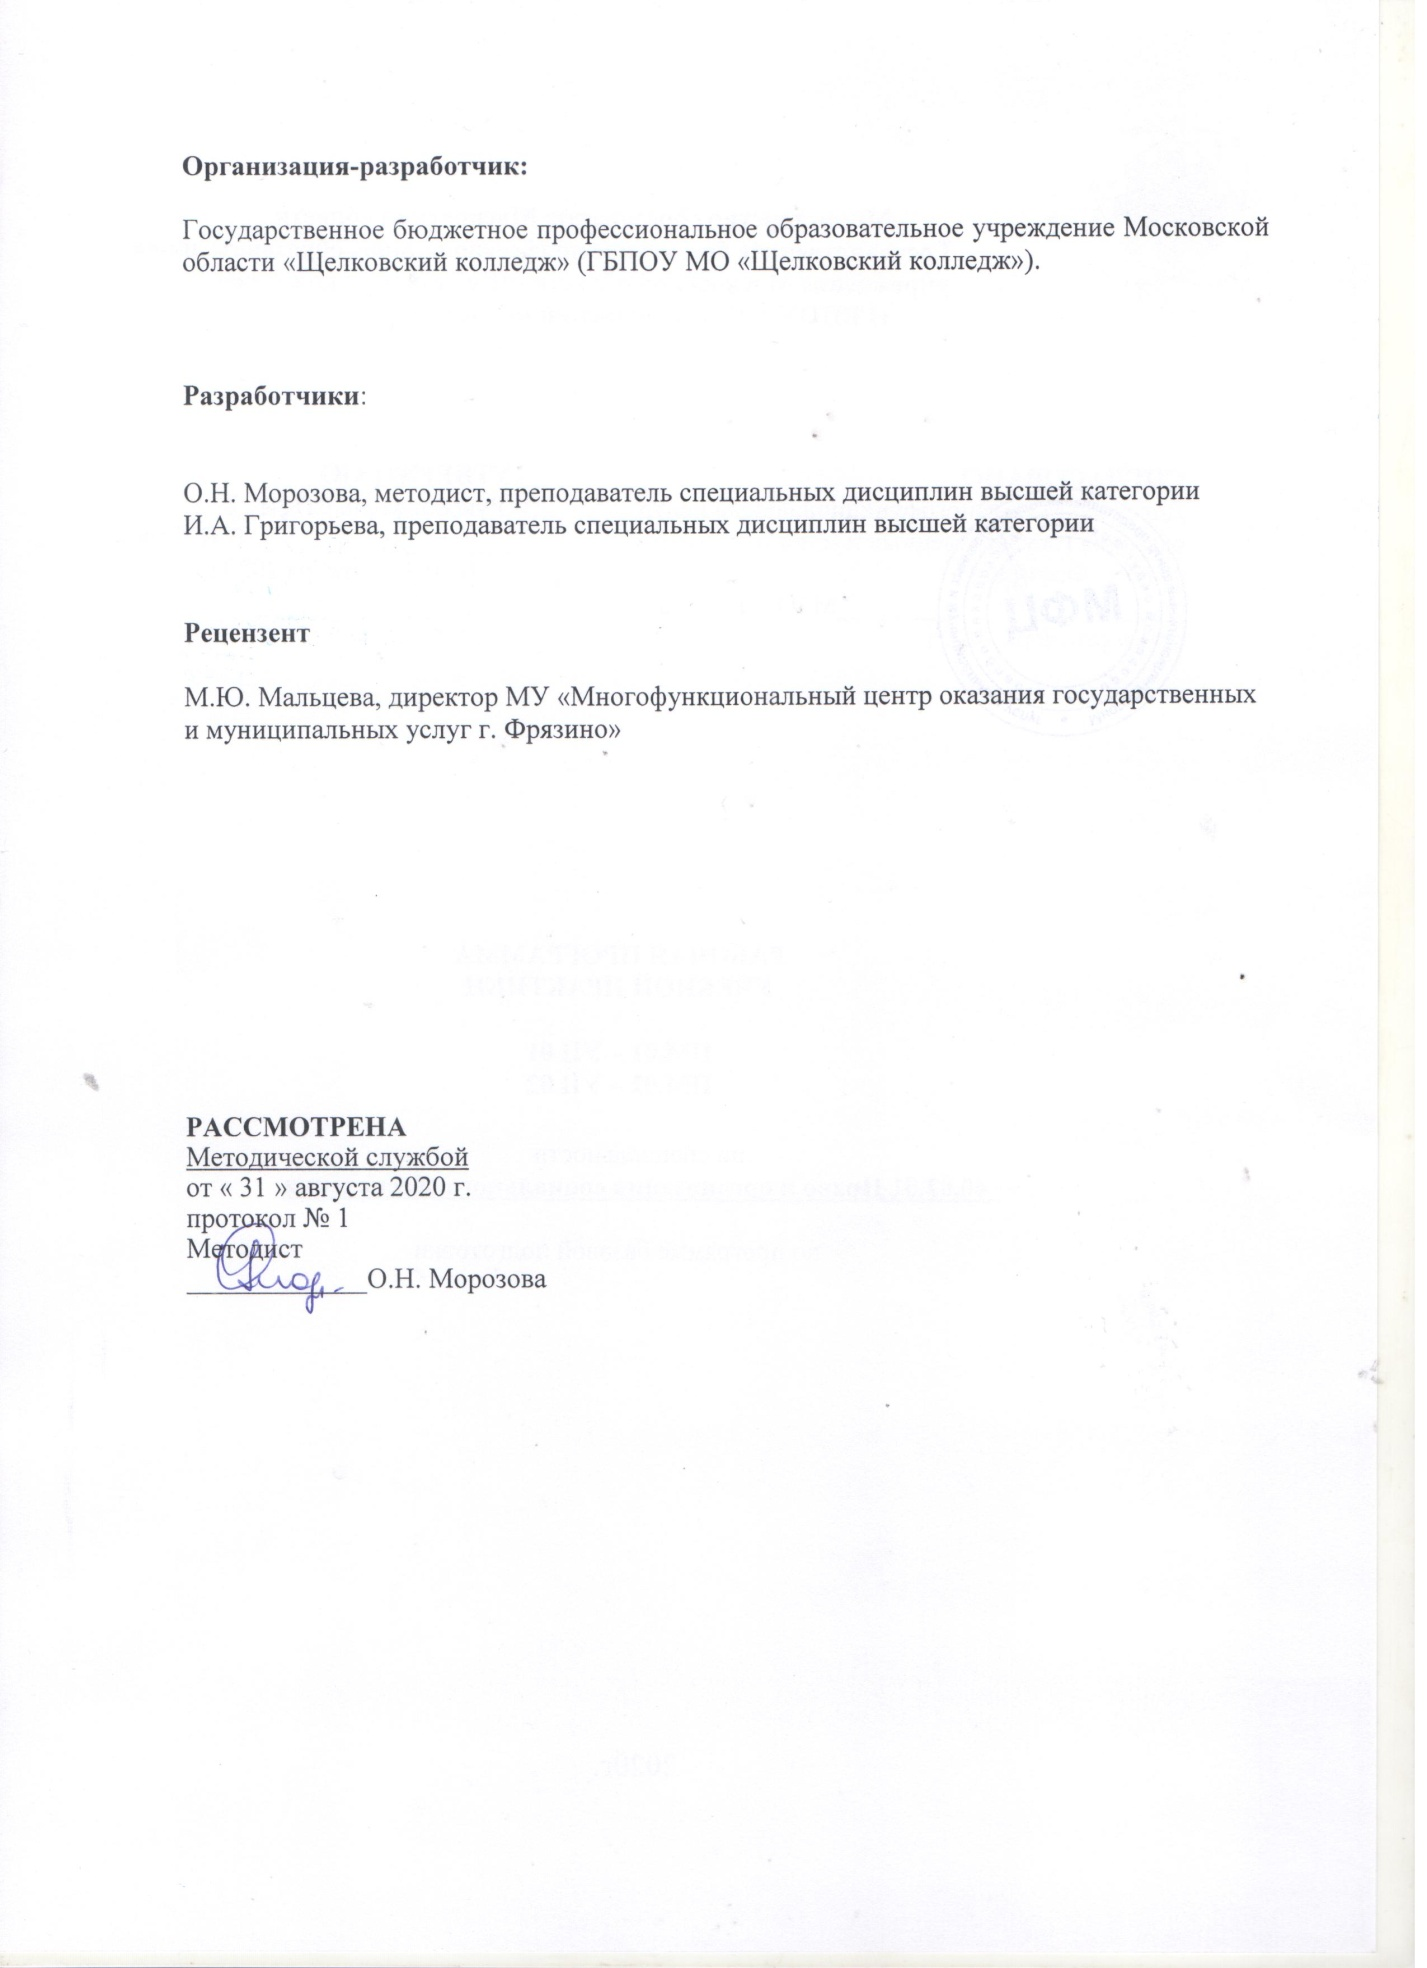 Организация-разработчик:
Государственное бюджетное профессиональное образовательное учреждение Московской
области «Щелковский колледж» (ГБПОУ МО «Щелковский колледж»).
Разработчики:
О.Н. Морозова, методист, преподаватель специальных дисциплин высшей категории
И.А. Григорьева, преподаватель специальных дисциплин высшей категории
МФЦ
Рецензент
М.Ю. Мальцева, директор МУ «Многофункциональный центр оказания государственных
и муниципальных услуг г. Фрязино»
РАССМОТРЕНА
Методической службой
от « 31 » августа 2020 г.
протокол № 1
Методист
О.Н. Морозова